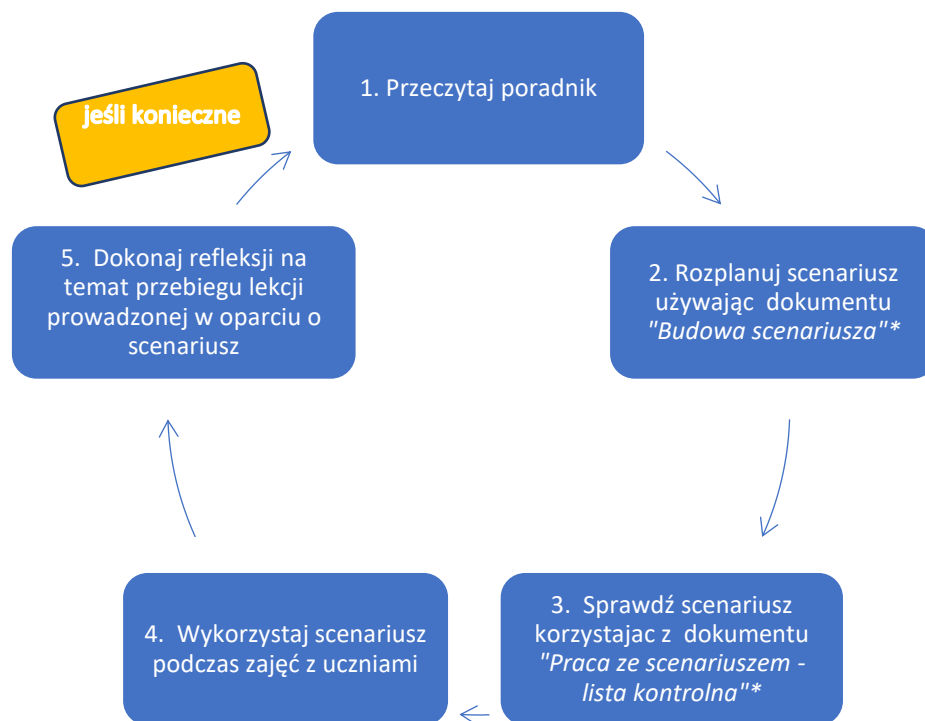 1. Przeczytaj poradnik
jeśli konieczne
2. Rozplanuj scenariusz
używając dokumentu
"Budowa scenariusza"*
3. Sprawdź scenariusz
korzystajac z dokumentu
"Praca ze scenariuszem -
lista kontrolna"*
4. Wykorzystaj scenariusz
podczas zajęć z uczniami
5. Dokonaj refleksji na
temat przebiegu lekcji
prowadzonej w oparciu o
scenariusz